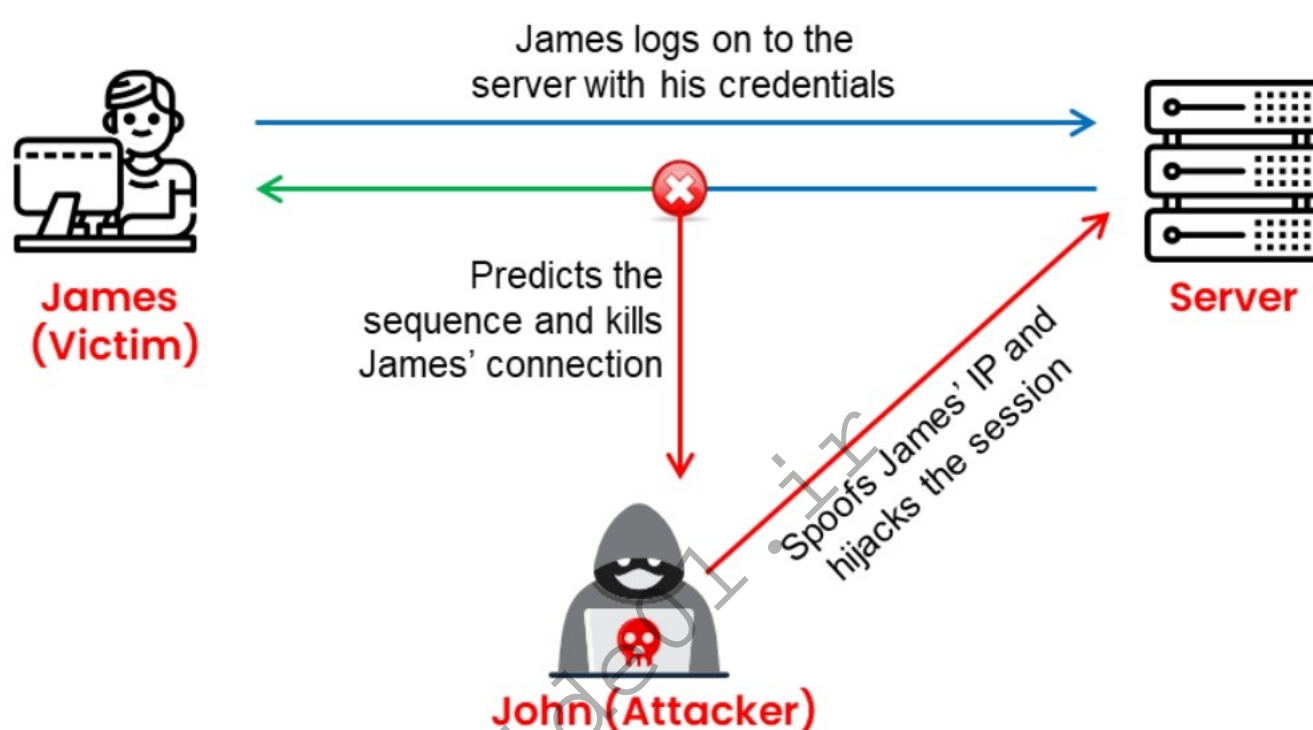 James logs on to the
server with his credentials
James
(Victim)
Predicts the
sequence and kills
James’ connection
Server
Spoofs James’ IP and
hijacks the session
John (Attacker)